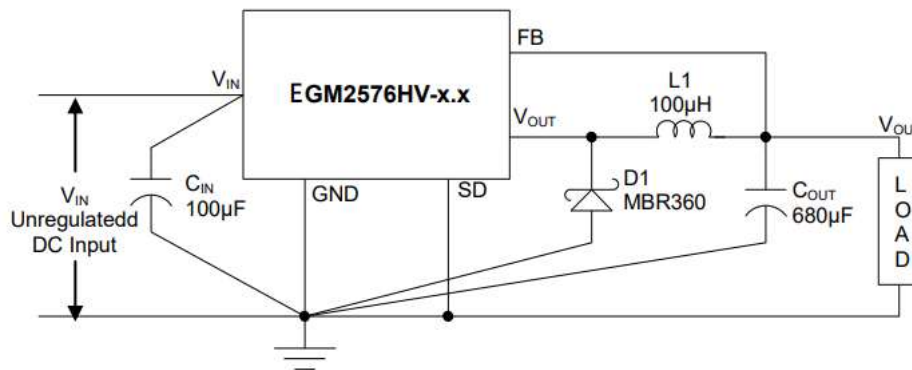 FB
L1
100µH
V_IN
EGM2576HV-x.x
V_OUT
V_OU
V_IN
Unregulatedd
DC Input
C_IN
100µF
GND
SD
D1
MBR360
C_OUT
680µF
L
O
A
D